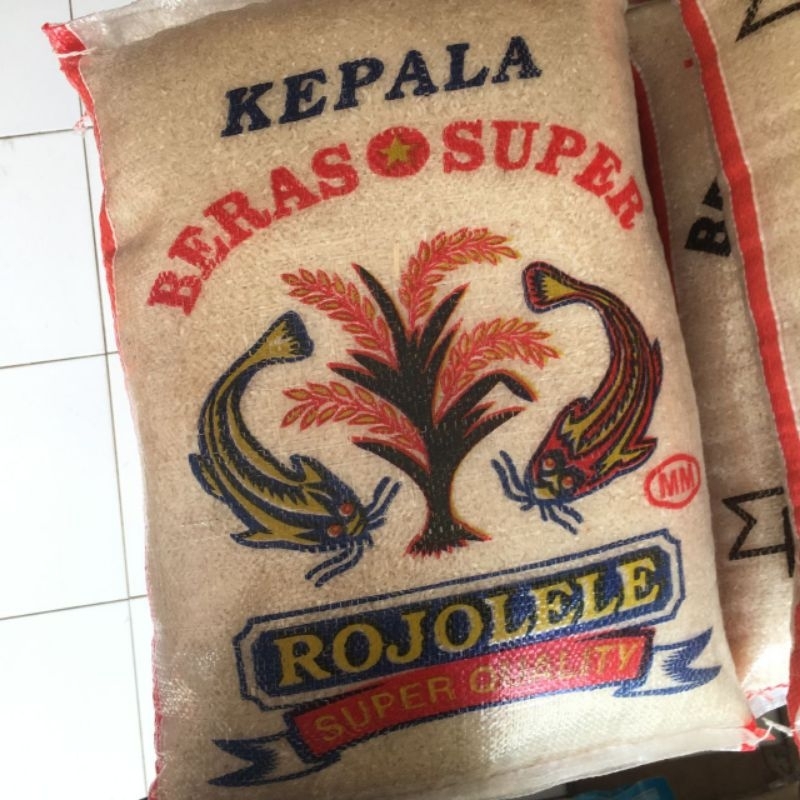 KEPALA
BERAS SUPER
MM
ROJOLELE
SUPER QUALITY